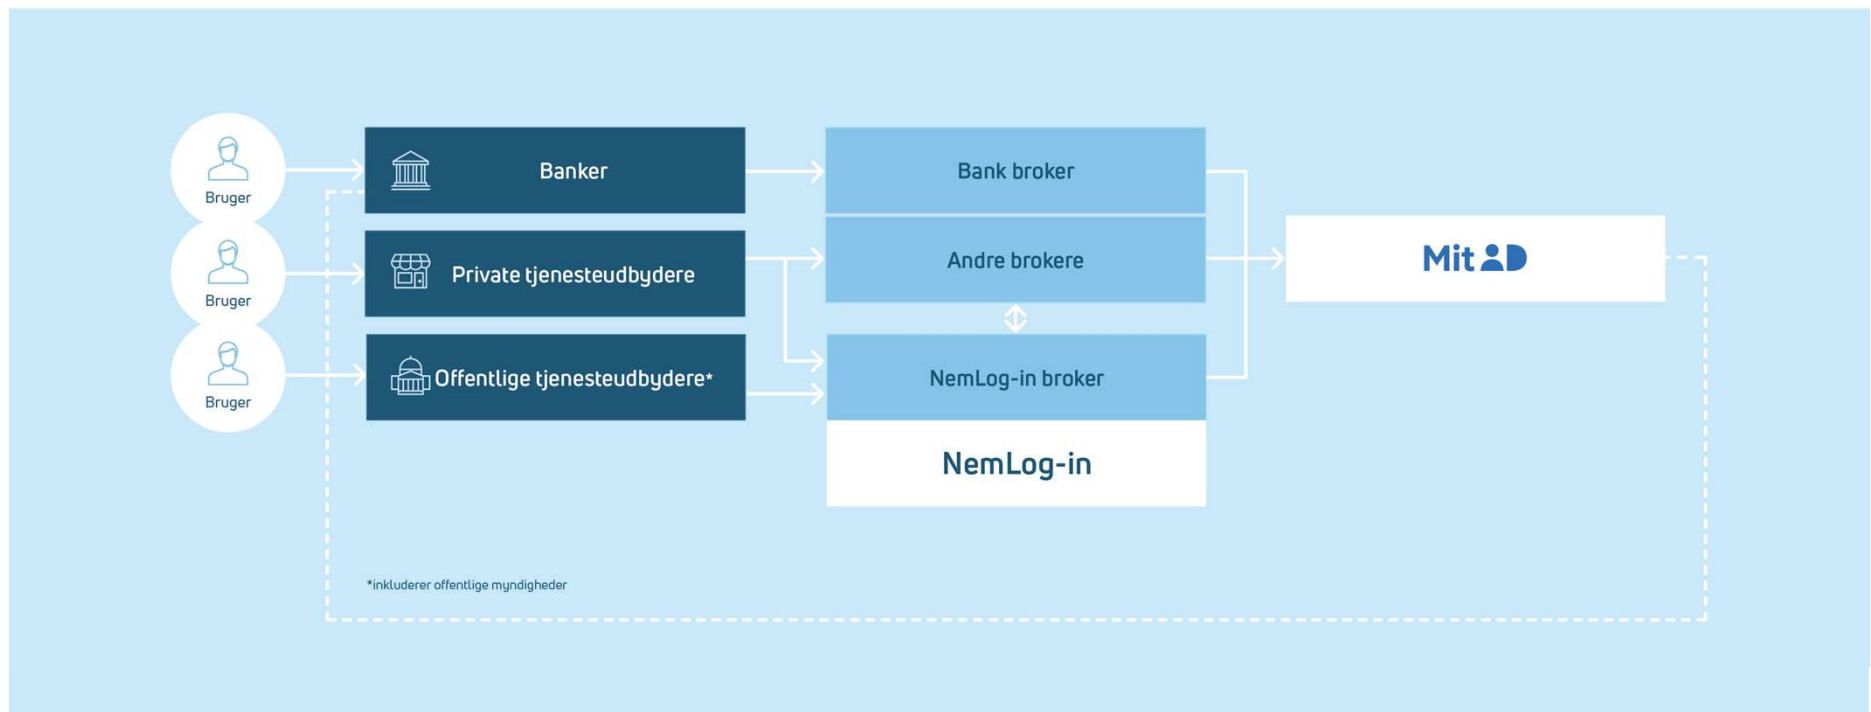 Bruger
Banker
Bank broker
Bruger
Private tjenesteudbydere
Andre brokere
Mit ID
Bruger
Offentlige tjenesteudbydere*
NemLog-in broker
NemLog-in
*inkluderer offentlige myndigheder